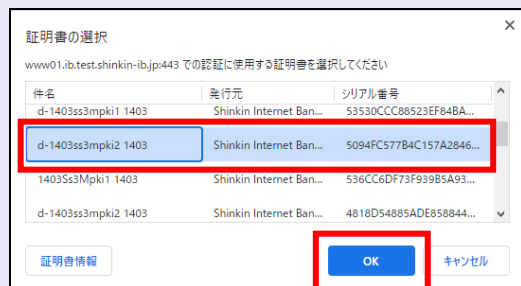 証明書の選択
www01.ib.test.shinkin-ib.jp:443 での認証に使用する証明書を選択してください
件名 発行元 シリアル番号
d-1403ss3mpki1 1403 Shinkin Internet Ban... 53530CCC88523EF84BA...
d-1403ss3mpki2 1403 Shinkin Internet Ban... 5094FC577B4C157A2846...
1403Ss3Mpki1 1403 Shinkin Internet Ban... 536CC6DF73F939B5A93...
d-1403ss3mpki2 1403 Shinkin Internet Ban... 4818D54885ADE858844...
証明書情報 OK キャンセル